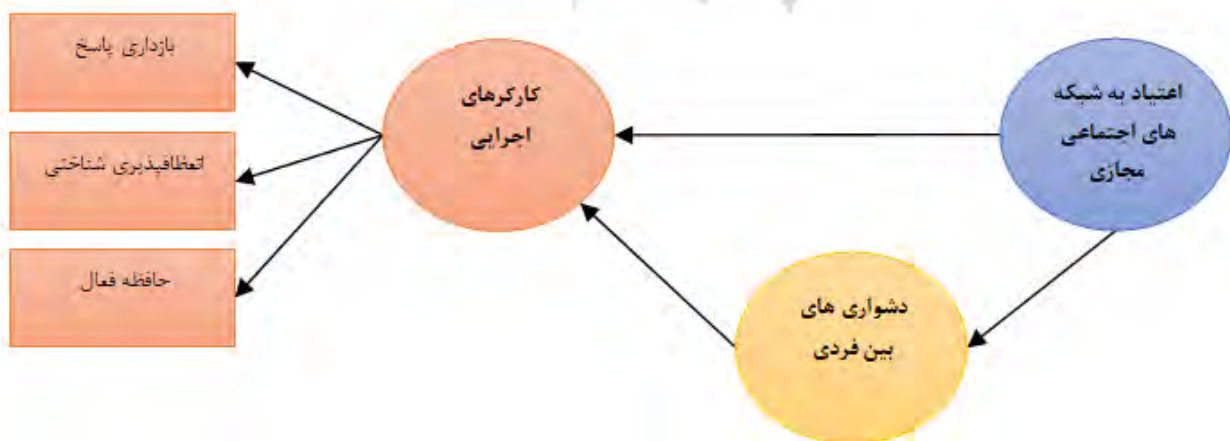 اعتیاد به شبکه
های اجتماعی
مجازی
دشواری های
بین فردی
کارکرهای
اجرایی
بازداری پاسخ
انعطافپذیری شناختی
حافظه فعال